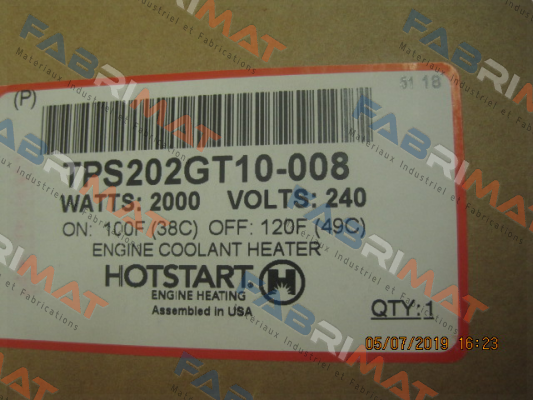 (P)
51 18
TPS202GT10-008
WATTS: 2000 VOLTS: 240
ON: 100F (38C) OFF: 120F (49C)
ENGINE COOLANT HEATER
HOTSTART. H
ENGINE HEATING
Assembled in USA
QTY: 1
05/07/2019 16:23
FABRIMAT
Materiaux Industriel et Fabrications